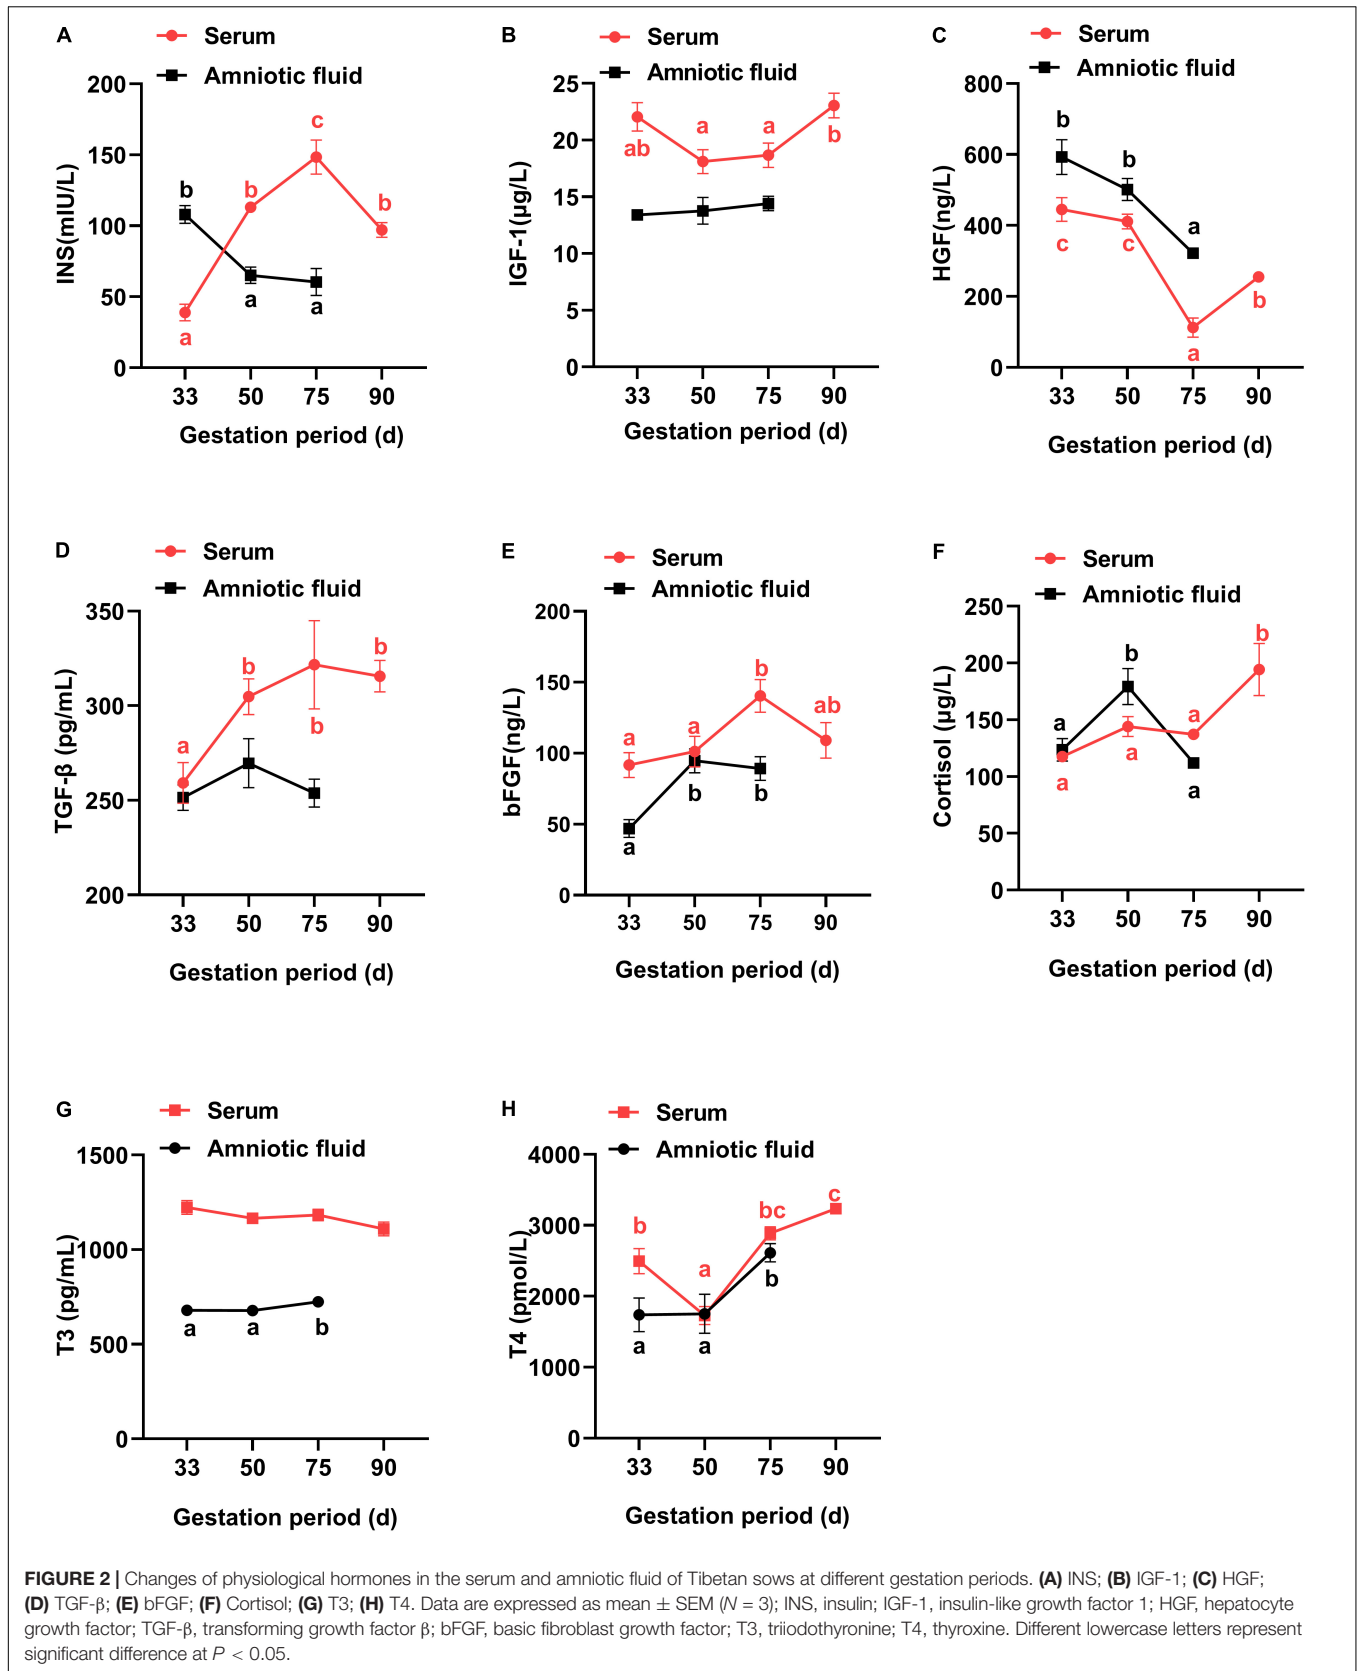 A
Serum
Amniotic fluid
INS(mIU/L)
200
150
100
50
0
b
a
b
a
c
a
b
a
33 50 75 90
Gestation period (d)
B
Serum
Amniotic fluid
IGF-1(µg/L)
25
20
15
10
5
0
ab
a
a
b
33 50 75 90
Gestation period (d)
C
Serum
Amniotic fluid
HGF(ng/L)
800
600
400
200
0
b
c
b
c
a
a
b
33 50 75 90
Gestation period (d)
D
Serum
Amniotic fluid
TGF-β (pg/mL)
350
300
250
200
a
b
b
b
33 50 75 90
Gestation period (d)
E
Serum
Amniotic fluid
bFGF(ng/L)
200
150
100
50
0
a
a
a
b
b
b
ab
33 50 75 90
Gestation period (d)
F
Serum
Amniotic fluid
Cortisol (µg/L)
250
200
150
100
50
0
a
a
b
a
a
a
b
33 50 75 90
Gestation period (d)
G
Serum
Amniotic fluid
T3 (pg/mL)
1500
1000
500
0
a
a
b
33 50 75 90
Gestation period (d)
H
Serum
Amniotic fluid
T4 (pmol/L)
4000
3000
2000
1000
0
b
a
a
a
bc
b
c
33 50 75 90
Gestation period (d)
FIGURE 2 | Changes of physiological hormones in the serum and amniotic fluid of Tibetan sows at different gestation periods. (A) INS; (B) IGF-1; (C) HGF;
(D) TGF-β; (E) bFGF; (F) Cortisol; (G) T3; (H) T4. Data are expressed as mean ± SEM (N = 3); INS, insulin; IGF-1, insulin-like growth factor 1; HGF, hepatocyte
growth factor; TGF-β, transforming growth factor β; bFGF, basic fibroblast growth factor; T3, triiodothyronine; T4, thyroxine. Different lowercase letters represent
significant difference at P < 0.05.